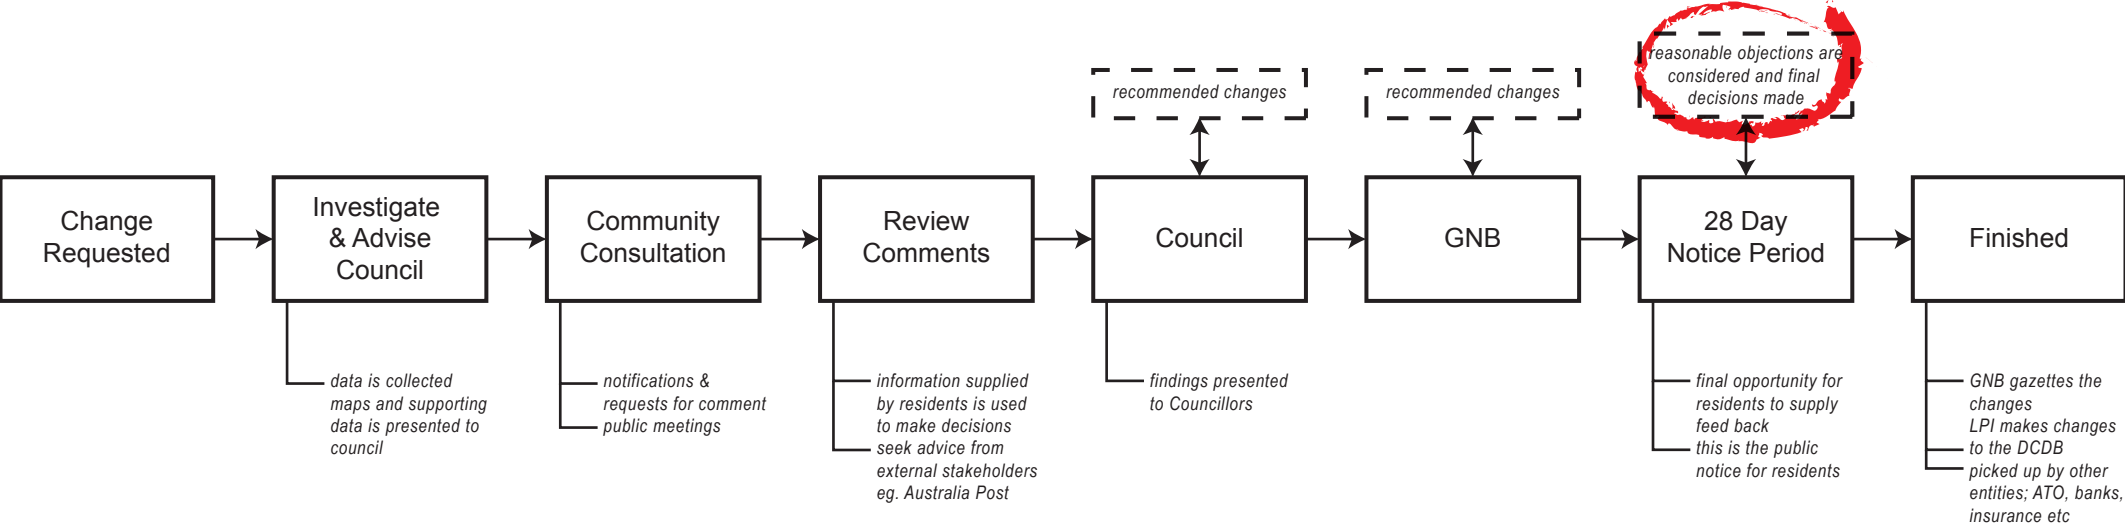 Change
Requested
Investigate
& Advise
Council
data is collected
maps and supporting
data is presented to
council
Community
Consultation
notifications &
requests for comment
public meetings
Review
Comments
information supplied
by residents is used
to make decisions
seek advice from
external stakeholders
eg. Australia Post
recommended changes
Council
findings presented
to Councillors
recommended changes
GNB
reasonable objections are
considered and final
decisions made
28 Day
Notice Period
final opportunity for
residents to supply
feed back
this is the public
notice for residents
Finished
GNB gazettes the
changes
LPI makes changes
to the DCDB
picked up by other
entities; ATO, banks,
insurance etc